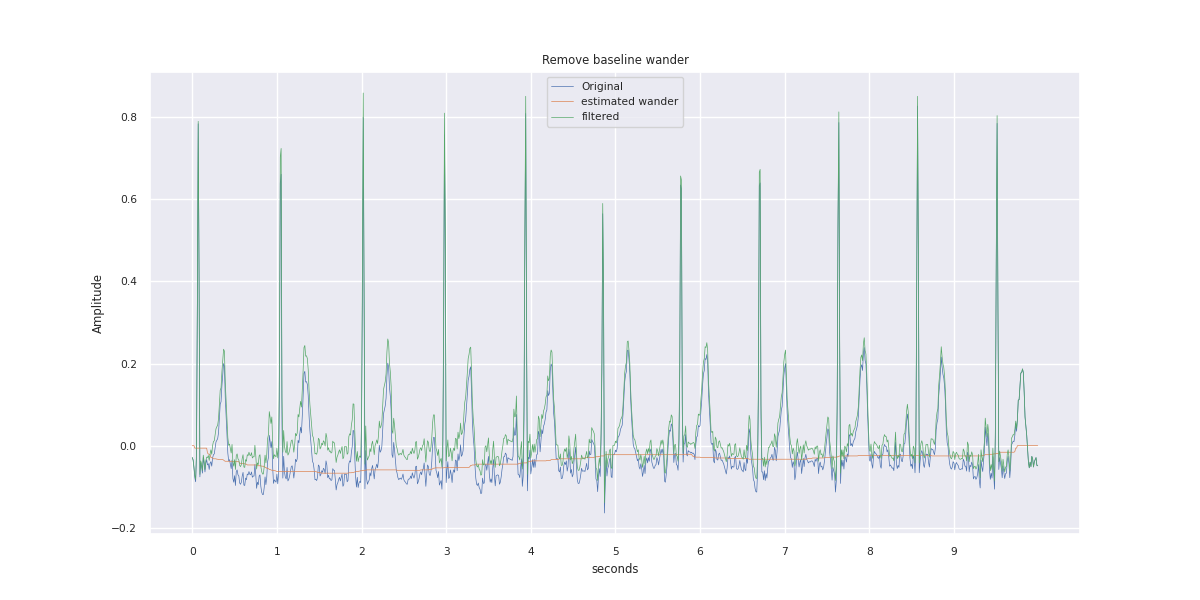 Remove baseline wander
Original
estimated wander
filtered
0.8
0.6
0.4
0.2
0.0
−0.2
Amplitude
0 1 2 3 4 5 6 7 8 9
seconds